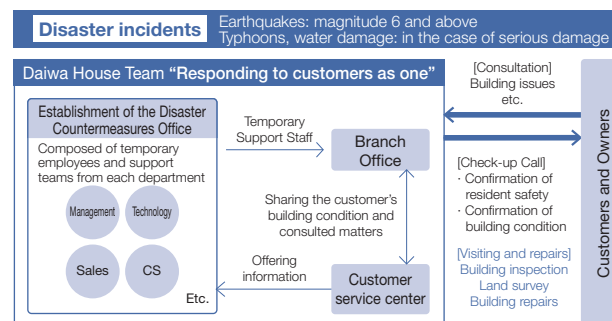 Disaster incidents
Earthquakes: magnitude 6 and above
Typhoons, water damage: in the case of serious damage
Daiwa House Team “Responding to customers as one”
Establishment of the Disaster
Countermeasures Office
Composed of temporary
employees and support
teams from each department
Management
Technology
Sales
CS
Etc.
Temporary
Support Staff
Branch
Office
Sharing the customer’s
building condition and
consulted matters
Offering
information
Customer
service center
[Consultation]
Building issues
etc.
[Check-up Call]
· Confirmation of
resident safety
· Confirmation of
building condition
[Visiting and repairs]
Building inspection
Land survey
Building repairs
Customers and Owners